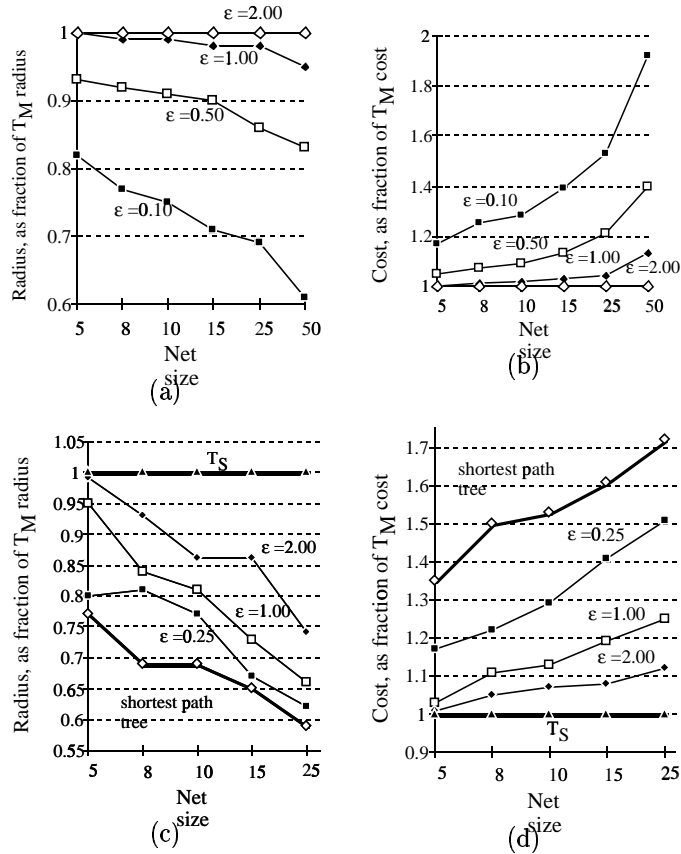 Radius, as fraction of T_M radius
ε =2.00
1
ε =1.00
0.9
ε =0.50
0.8
ε =0.10
0.7
0.6
5 8 10 15 25 50
Net
size
(a)
Cost, as fraction of T_M cost
2
1.8
1.6
1.4
ε =0.10
1.2
ε =0.50
ε =1.00
ε =2.00
1
5 8 10 15 25 50
Net
size
(b)
Radius, as fraction of T_M radius
1.05
T_S
1
0.95
0.9
ε =2.00
0.85
0.8
ε =1.00
0.75
ε =0.25
0.7
0.65
shortest path
tree
0.6
0.55
5 8 10 15 25
Net
size
(c)
Cost, as fraction of T_M cost
1.7
shortest path
tree
1.6
1.5
ε =0.25
1.4
1.3
ε =1.00
1.2
ε =2.00
1.1
1
T_S
0.9
5 8 10 15 25
Net
size
(d)